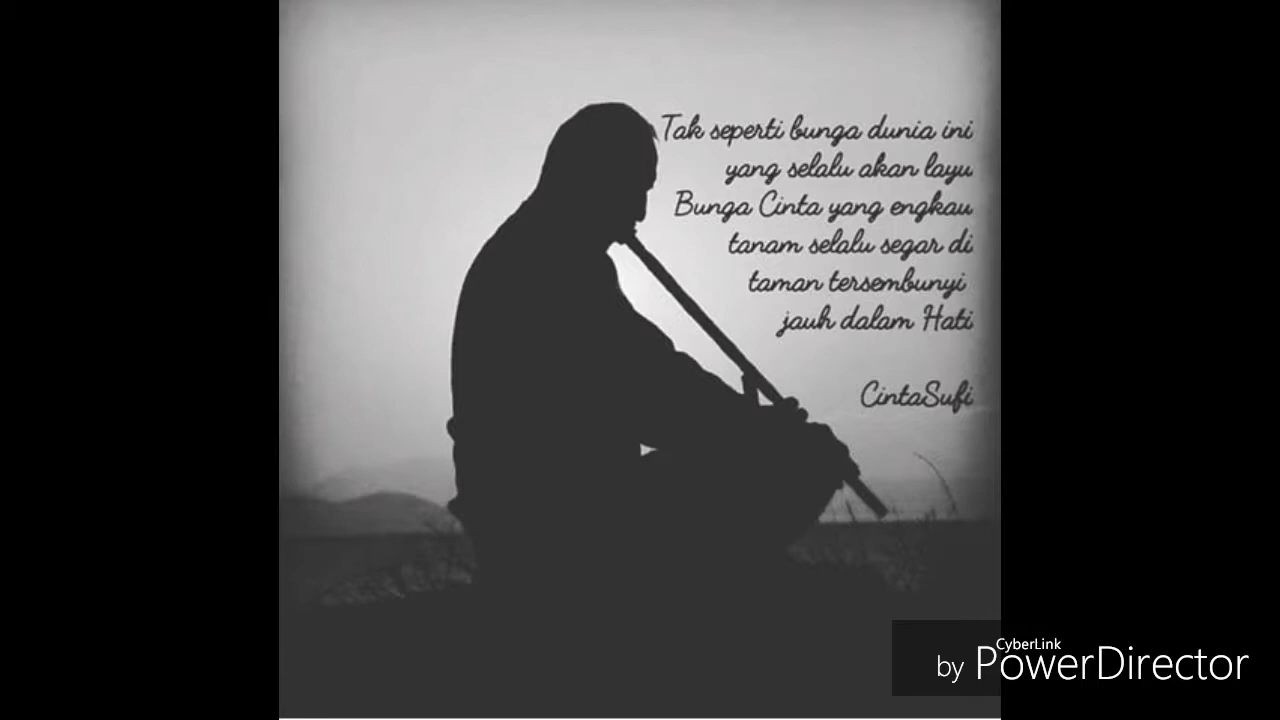 Tak seperti bunga dunia ini
yang selalu akan layu
Bunga Cinta yang engkau
tanam selalu segar di
taman tersembunyi
jauh dalam Hati
CintaSufi
CyberLink
by PowerDirector